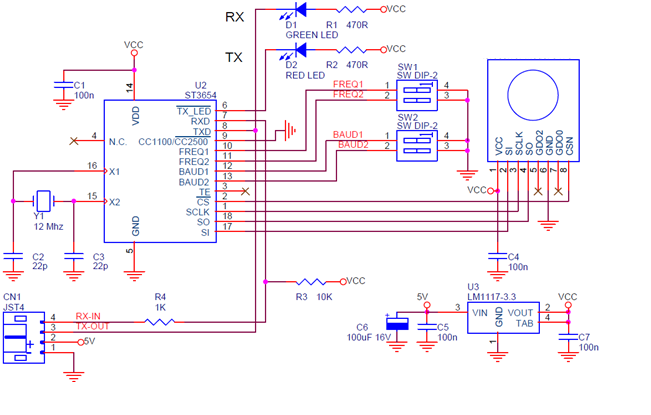 RX
D1
GREEN LED
R1 470R
VCC
TX
D2
RED LED
R2 470R
VCC
VCC
C1
100n
U2
ST3654
14
VDD
TX_LED 6
RXD 7
TXD 8
CC1100/CC2500 9
FREQ1 10
FREQ2 11
BAUD1 12
BAUD2 13
TE 3
CS 2
SCLK 1
SO 18
SI 17
4 N.C.
16 X1
15 X2
GND
5
Y1
12 Mhz
C2
22p
C3
22p
FREQ1
FREQ2
SW1
SW DIP-2
1 4
2 3
BAUD1
BAUD2
SW2
SW DIP-2
1 4
2 3
VCC
SI
SCLK
SO
GDO2
GND
GDO0
GSN
1 2 3 4 5 6 7 8
VCC
C4
100n
CN1
JST4
4 RX-IN
3 TX-OUT
2 5V
1
+
R4
1K
R3 10K
VCC
U3
LM1117-3.3
5V
3 VIN
GND
1
VOUT 2
TAB 4
VCC
+
C6
100uF 16V
C5
100n
C7
100n